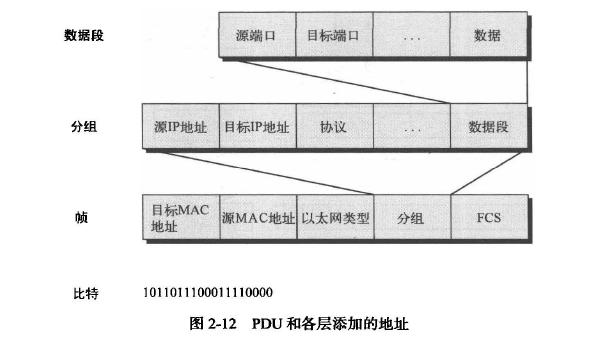 数据段 源端口 目标端口 ... 数据
分组 源IP地址 目标IP地址 协议 ... 数据段
帧 目标MAC地址 源MAC地址 以太网类型 分组 FCS
比特 1011011100011110000
图 2-12 PDU 和各层添加的地址